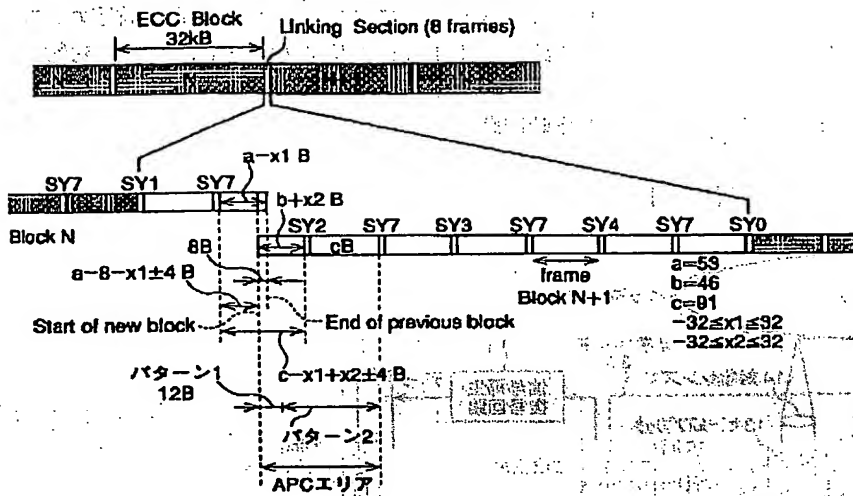 ECC Block
32kB
Linking Section (8 frames)
a-x1 B
SY7 SY1 SY7
b+x2 B
SY2 SY7 SY3 SY7 SY4 SY7 SY0
Block N
8B
cB
frame
Block N+1
a=53
b=46
c=91
-32≤x1≤32
-32≤x2≤32
a-8-x1±4 B
Start of new block
End of previous block
c-x1+x2±4 B
パターン1
12B
パターン2
APCエリア